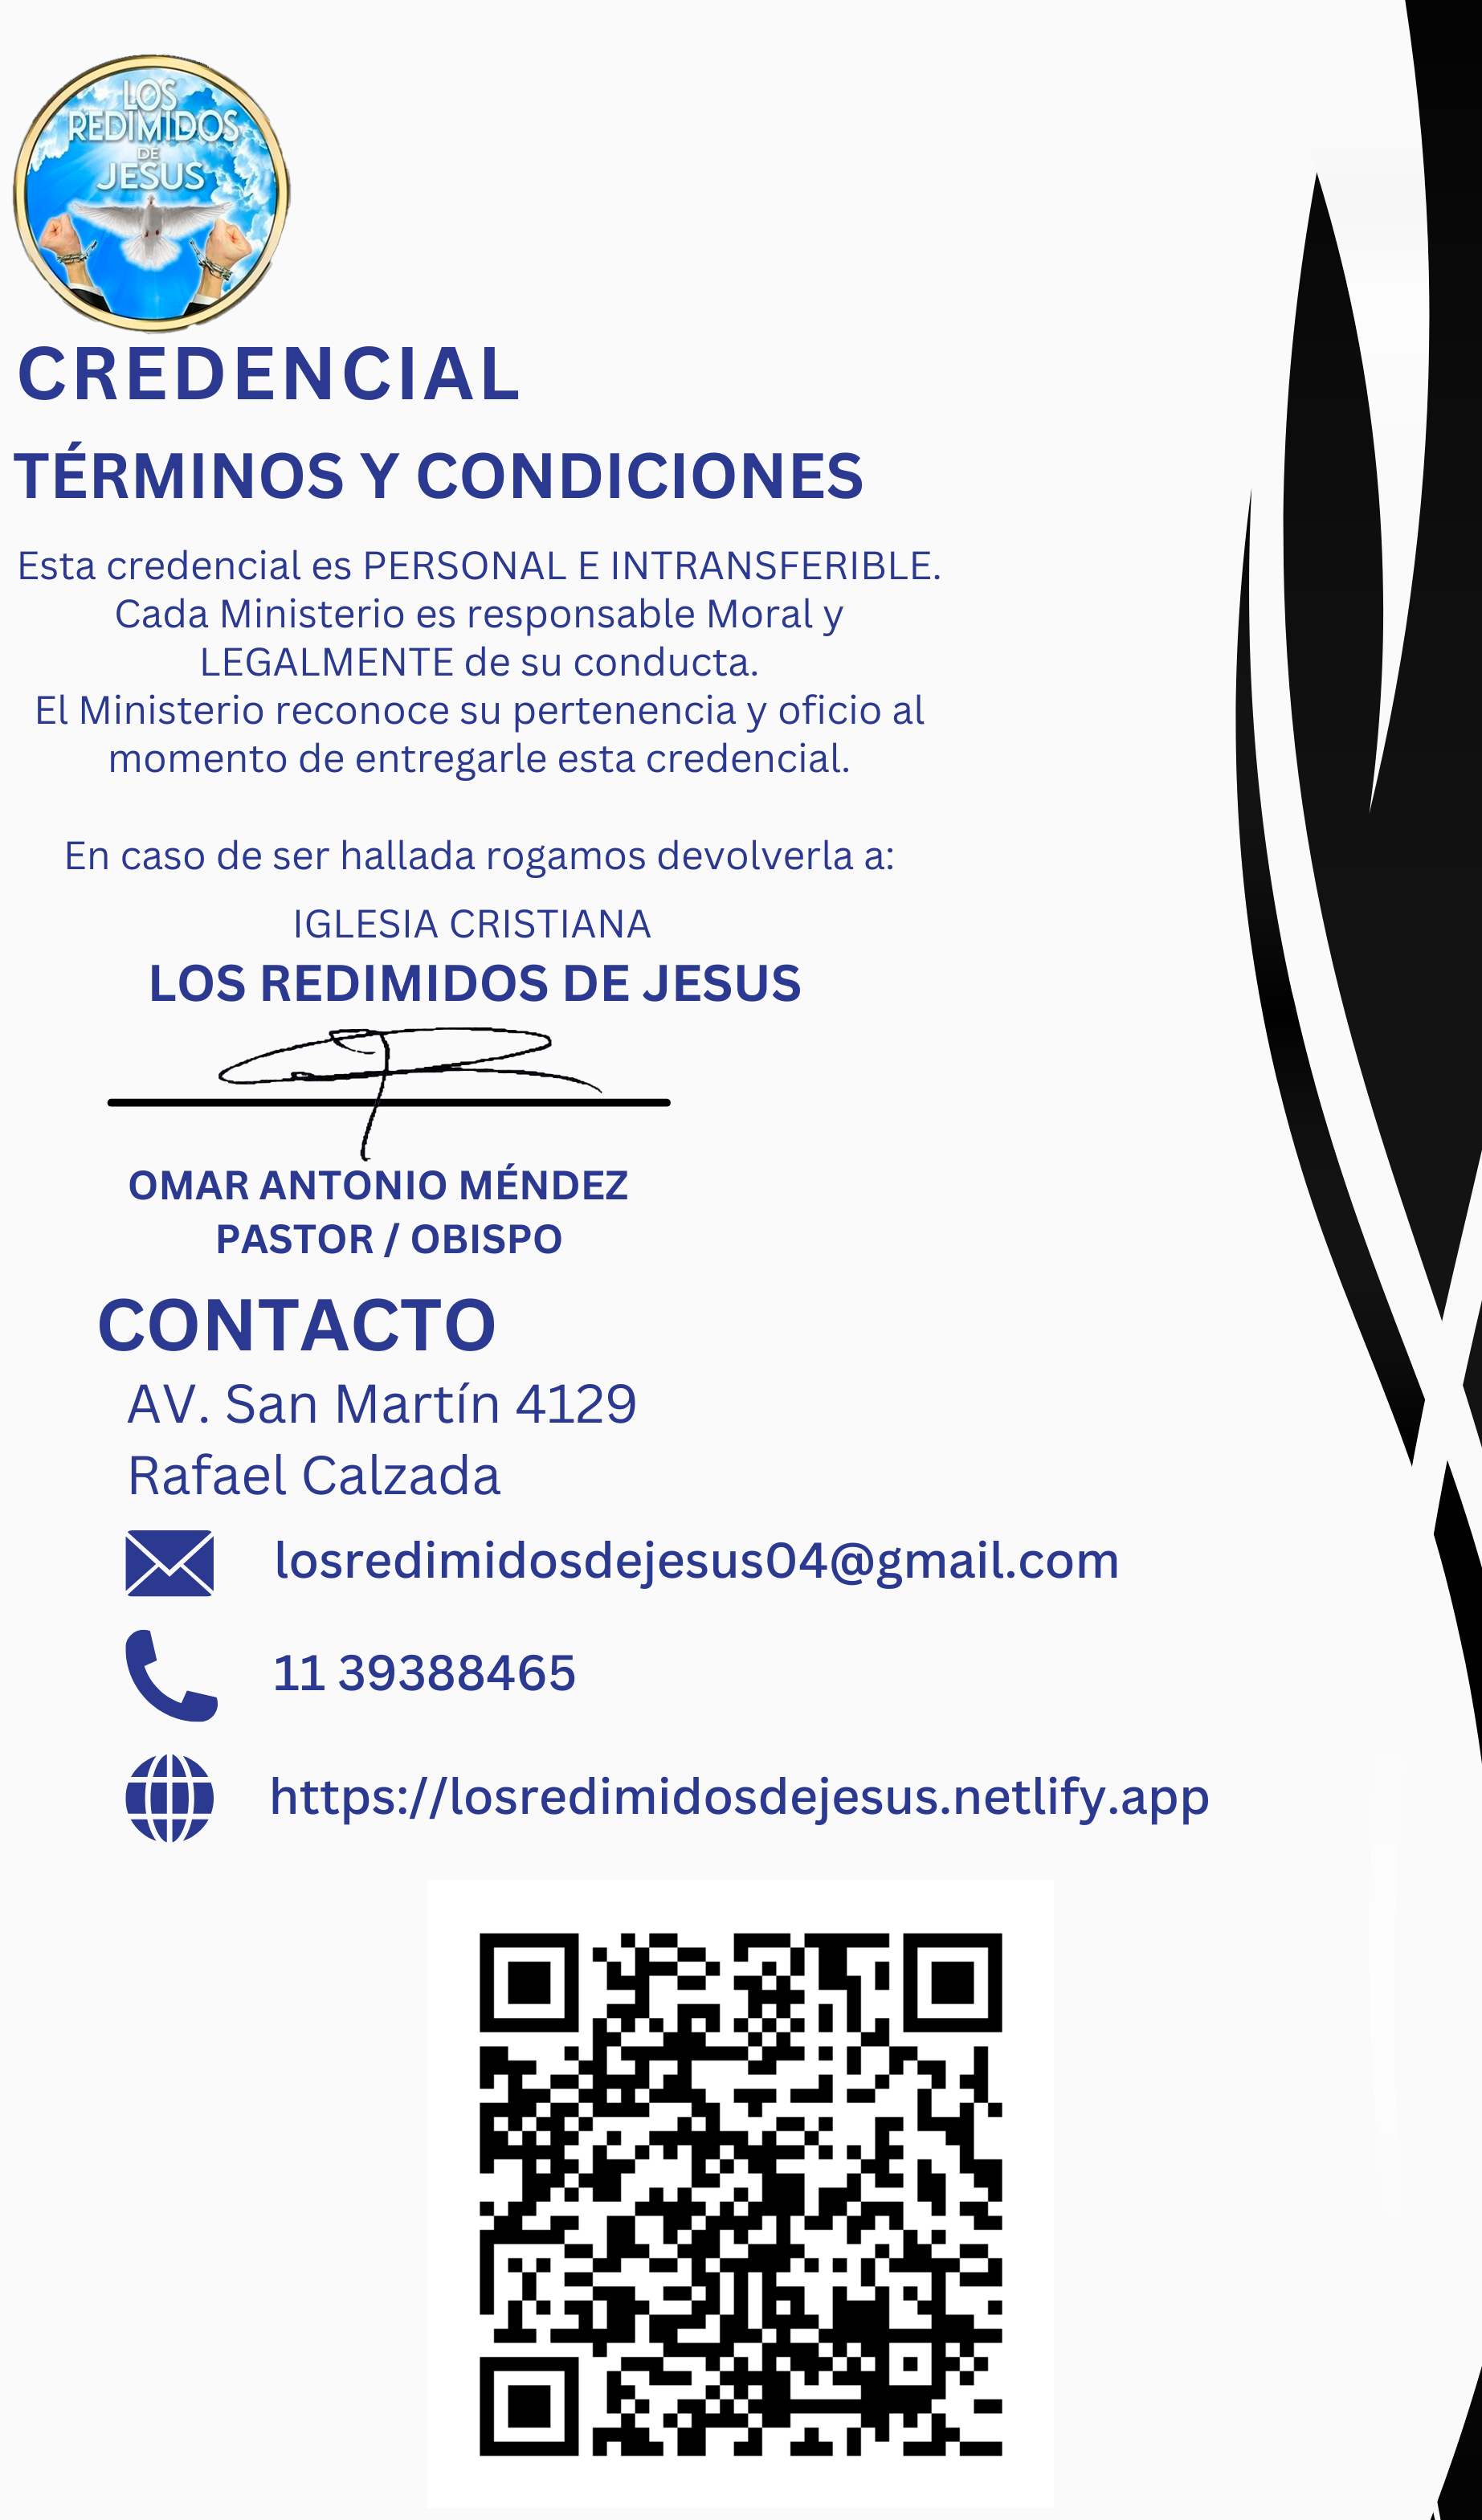 LOS
REDIMIDOS
DE
JESUS
CREDENCIAL
TÉRMINOS Y CONDICIONES
Esta credencial es PERSONAL E INTRANSFERIBLE.
Cada Ministerio es responsable Moral y
LEGALMENTE de su conducta.
El Ministerio reconoce su pertenencia y oficio al
momento de entregarle esta credencial.
En caso de ser hallada rogamos devolverla a:
IGLESIA CRISTIANA
LOS REDIMIDOS DE JESUS
OMAR ANTONIO MÉNDEZ
PASTOR / OBISPO
CONTACTO
AV. San Martín 4129
Rafael Calzada
losredimidosdejesus04@gmail.com
11 39388465
https://losredimidosdejesus.netlify.app